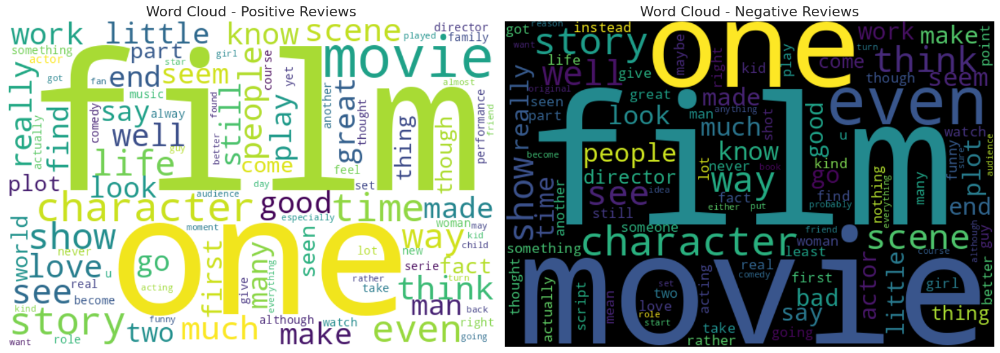 Word Cloud - Positive Reviews
work
little
know
scene
director
played
family
something
actor
part
girl
movie
star
people
course
yet
got
fan
end
seem
film
almost
really
music
say
alway
play
another
great
thought
performance
friend
actually
find
comedy
well
found
better
still
thing
though
guy
life
come
feel
plot
look
day
set
audience
character
good
time
made
especially
moment
woman
may
kid
child
world
show
one
way
never
many
seen
lot
new
love
go
first
u
serie
fact
real
acting
give
everything
rather
turn
see
become
take
think
man
back
kind
story
two
funny
much
although
watch
make
even
right
going
want
role
Word Cloud - Negative Reviews
got
reason
instead
one
work
make
point
want
story
maybe
turn
think
life
right
kid
play
come
well
give
though
seem
original
show
really
seen
great
made
even
part
look
man
anything
film
much
shot
good
u
watch
become
people
know
funny
sure
plot
audience
director
never
lot
book
kind
go
way
see
idea
fact
find
many
time
another
still
either
put
probably
nothing
everything
end
someone
friend
something
character
woman
least
scene
although
guy
thought
movie
real
comedy
first
course
girl
better
actually
script
mean
set
two
love
role
start
acting
bad
say
actor
little
thing
take
rather
going